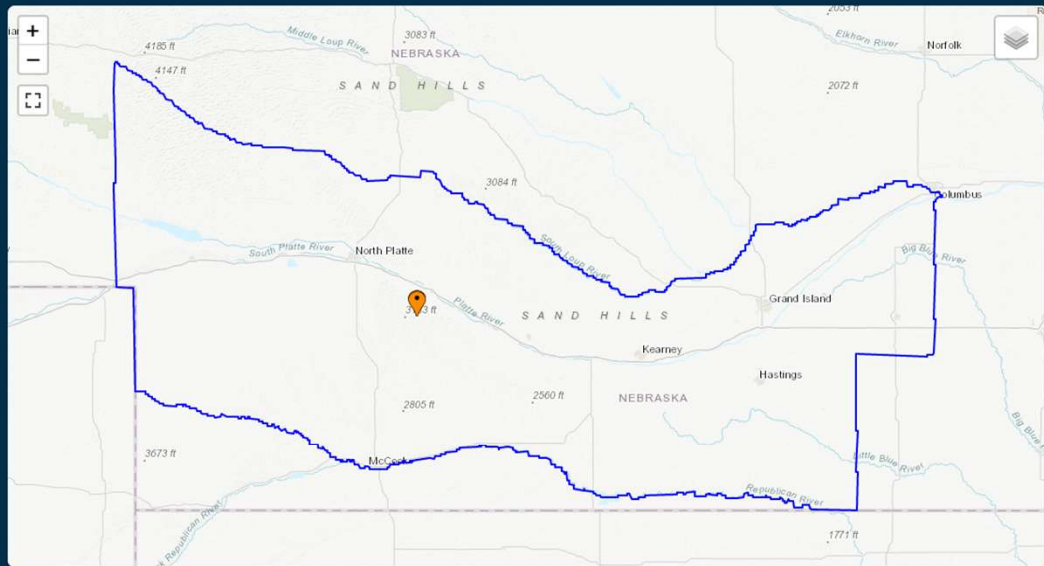 +
−
4185 ft
4147 ft
Middle Loup River
3083 ft
NEBRASKA
SAND HILLS
2053 ft
Elkhorn River
Norfolk
2072 ft
3084 ft
South Platte River
North Platte
South Loup River
Columbus
Big Blue River
Platte River
SAND HILLS
Grand Island
Kearney
Hastings
NEBRASKA
2805 ft
2560 ft
3673 ft
McCook
Republican River
Little Blue River
Big Blue
Republican River
1771 ft